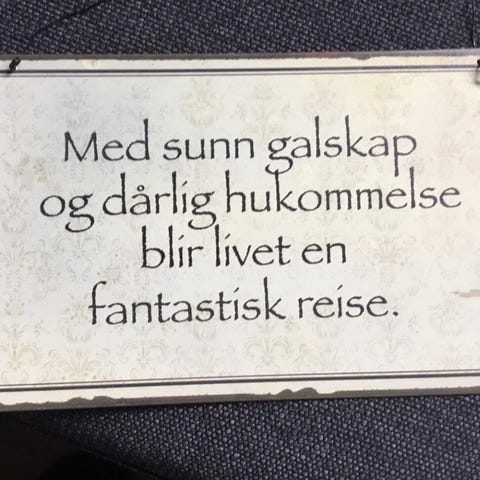 Med sunn galskap
og dårlig hukommelse
blir livet en
fantastisk reise.